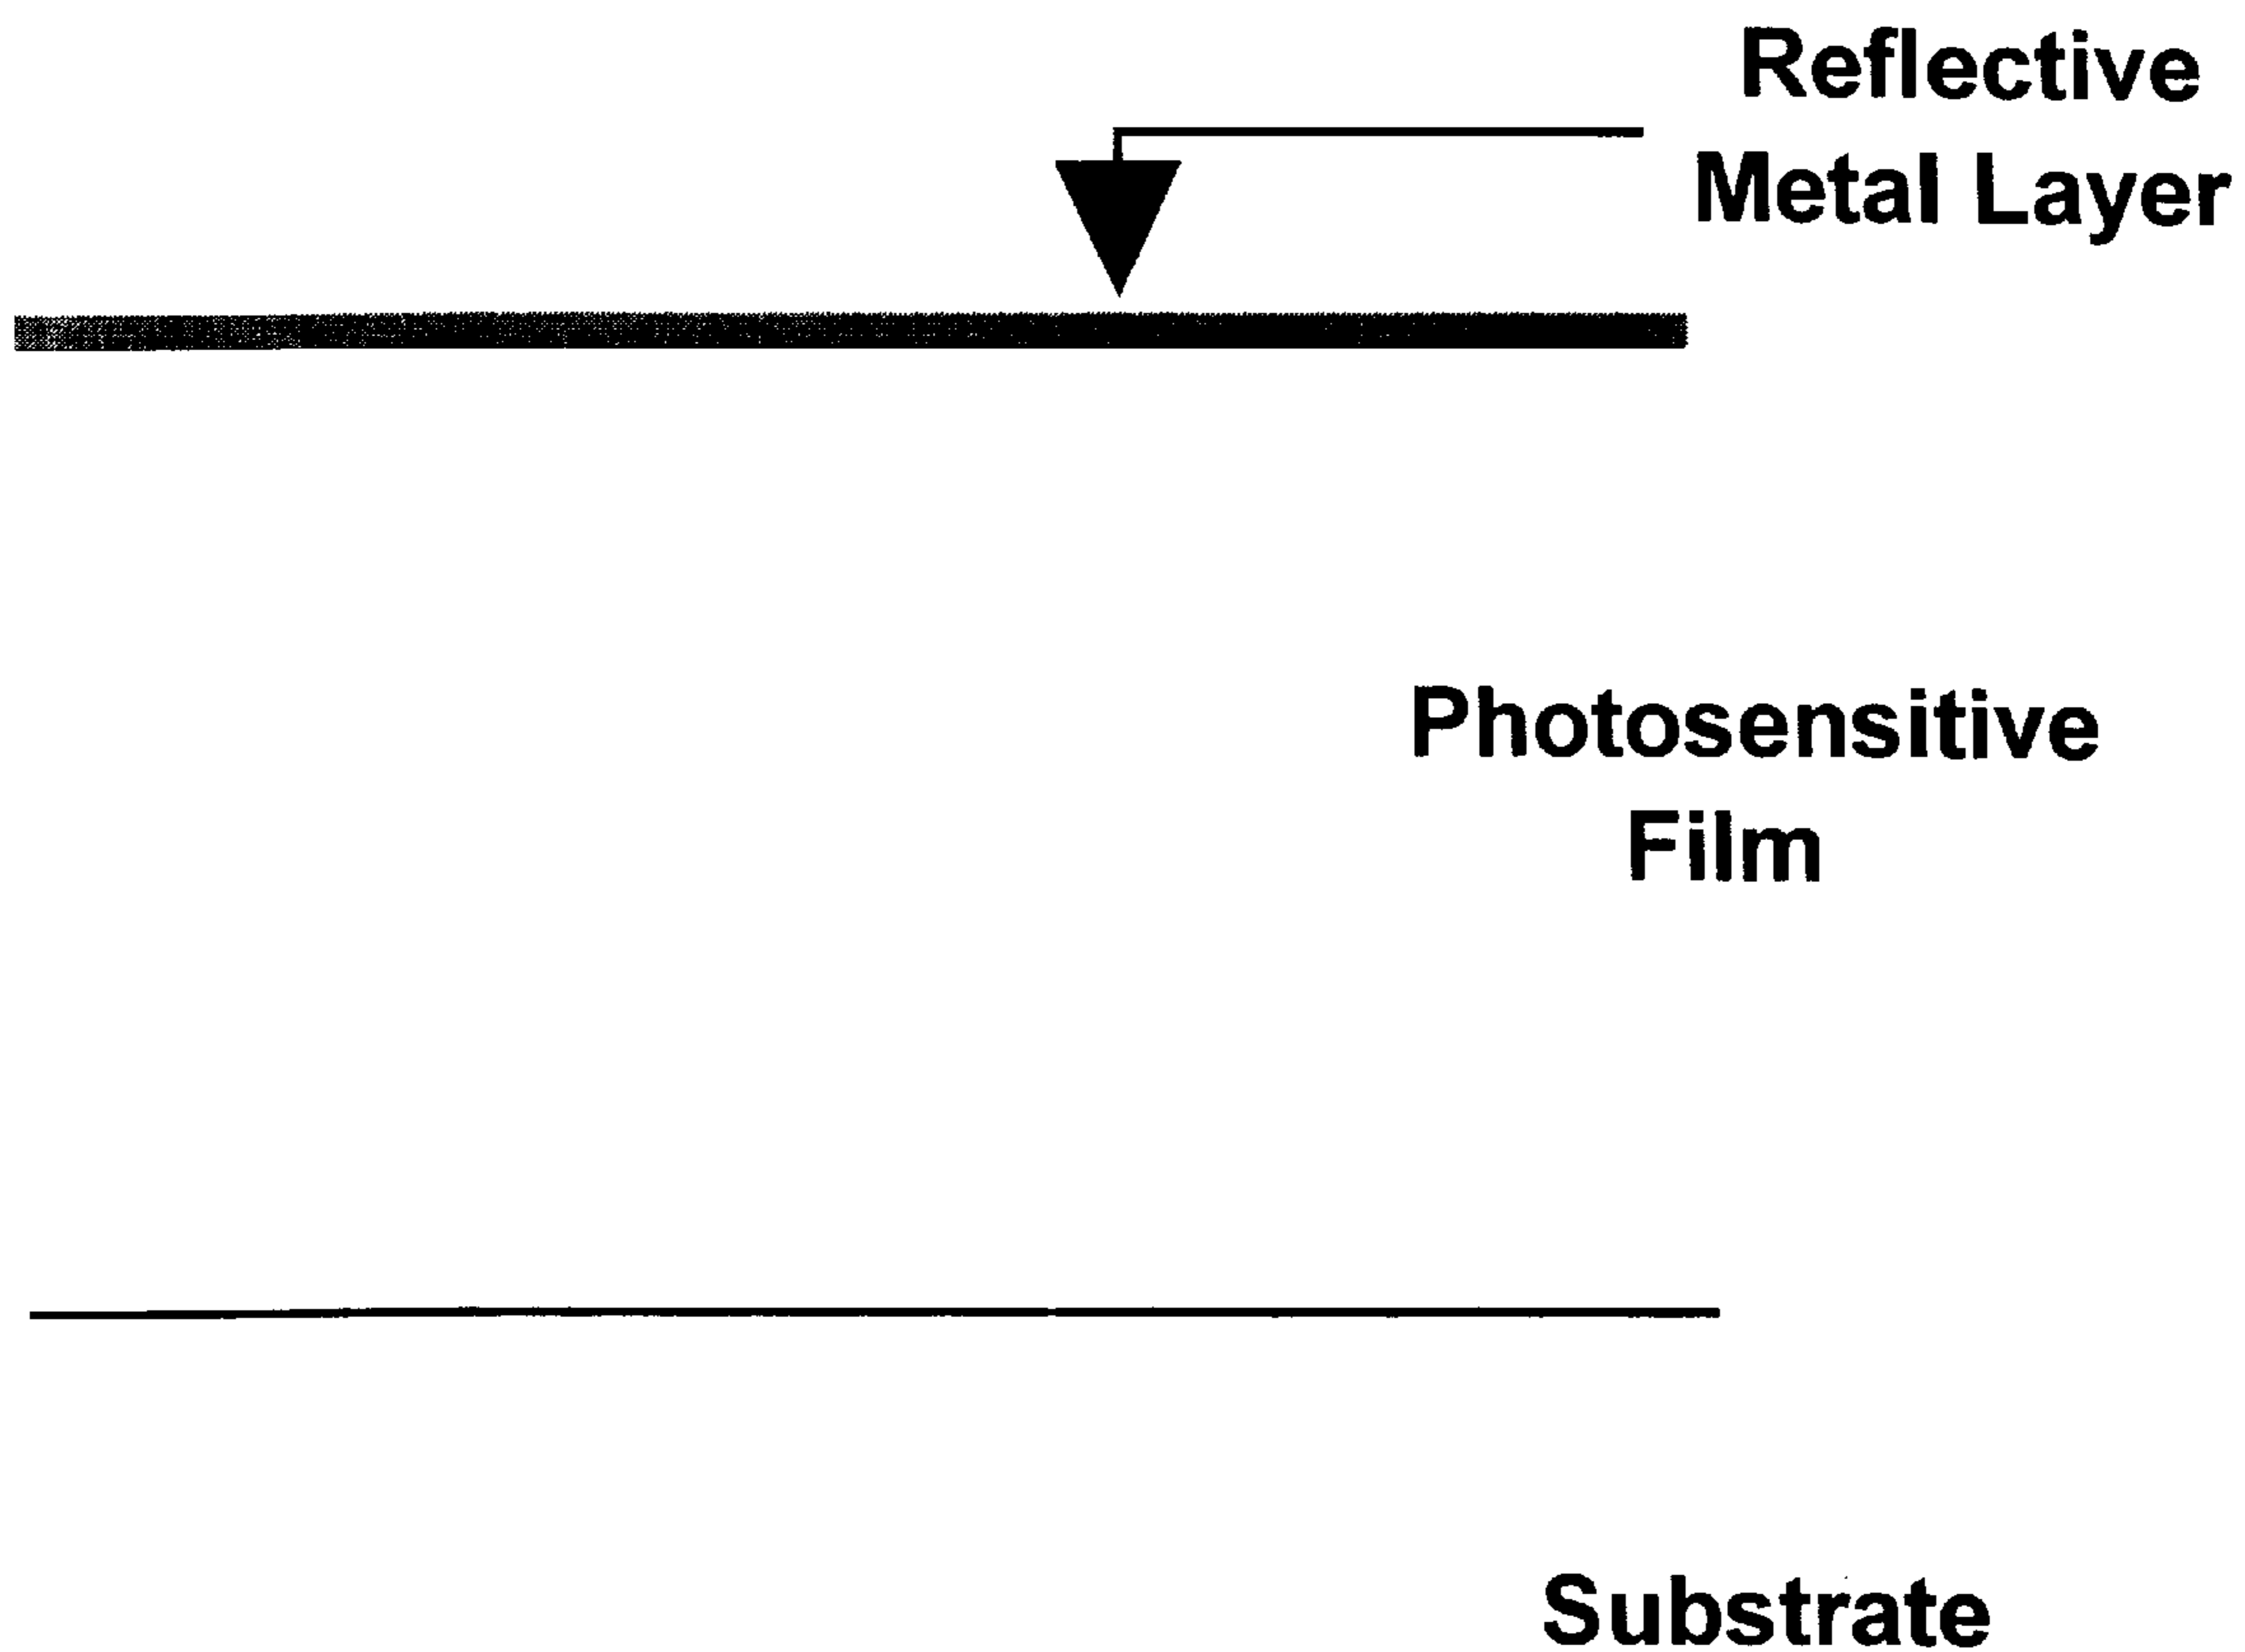 Reflective
Metal Layer
Photosensitive
Film
Substrate